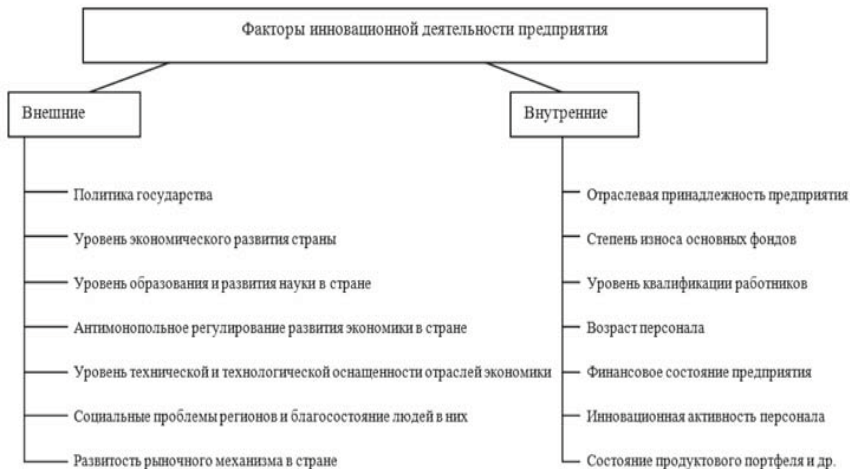 Факторы инновационной деятельности предприятия
Внешние
Политика государства
Уровень экономического развития страны
Уровень образования и развития науки в стране
Антимонопольное регулирование развития экономики в стране
Уровень технической и технологической оснащенности отраслей экономики
Социальные проблемы регионов и благосостояние людей в них
Развитость рыночного механизма в стране
Внутренние
Отраслевая принадлежность предприятия
Степень износа основных фондов
Уровень квалификации работников
Возраст персонала
Финансовое состояние предприятия
Инновационная активность персонала
Состояние продуктового портфеля и др.